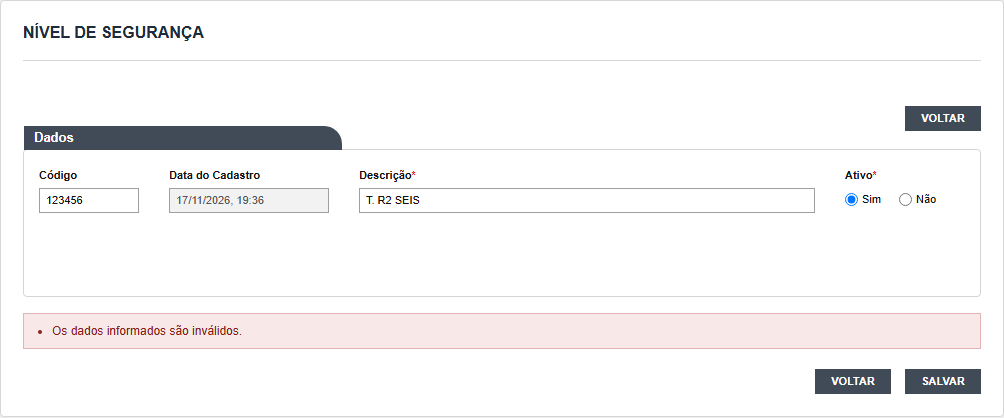 NÍVEL DE SEGURANÇA
VOLTAR
Dados
Código Data do Cadastro Descrição* Ativo*
123456 17/11/2026, 19:36 T. R2 SEIS Sim Não
• Os dados informados são inválidos.
VOLTAR SALVAR